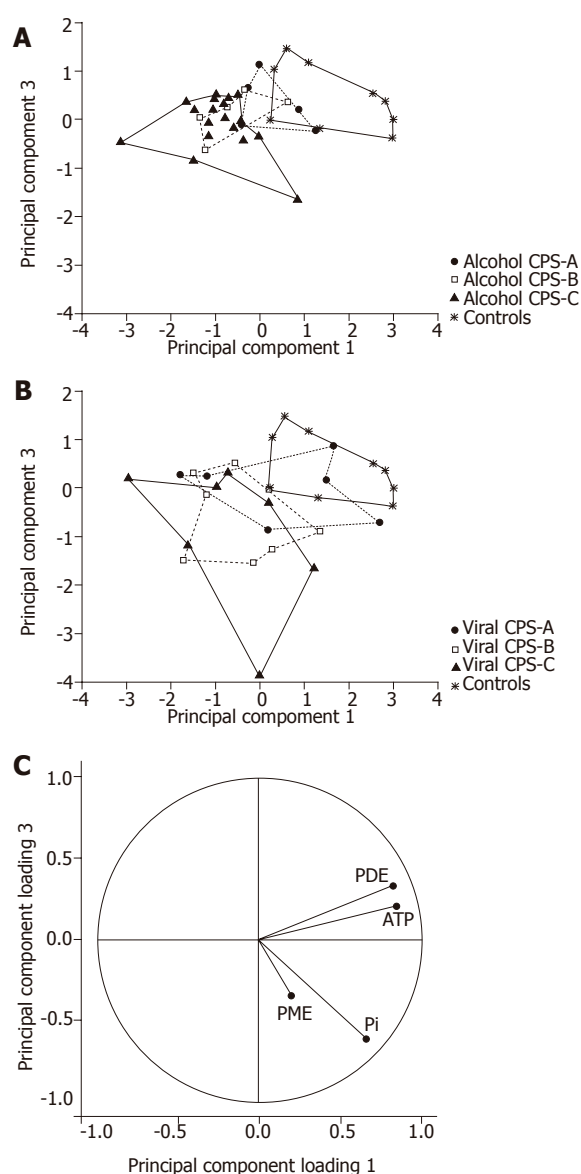 A
2
1
0
-1
-2
-3
-4
Principal compoment 3
-4 -3 -2 -1 0 1 2 3 4
Principal compoment 1
Alcohol CPS-A
Alcohol CPS-B
Alcohol CPS-C
Controls
B
2
1
0
-1
-2
-3
-4
Principal compoment 3
-4 -3 -2 -1 0 1 2 3 4
Principal compoment 1
Viral CPS-A
Viral CPS-B
Viral CPS-C
Controls
C
1.0
0.5
0.0
-0.5
-1.0
Principal component loading 3
PDE
ATP
PME
Pi
-1.0 -0.5 0.0 0.5 1.0
Principal component loading 1